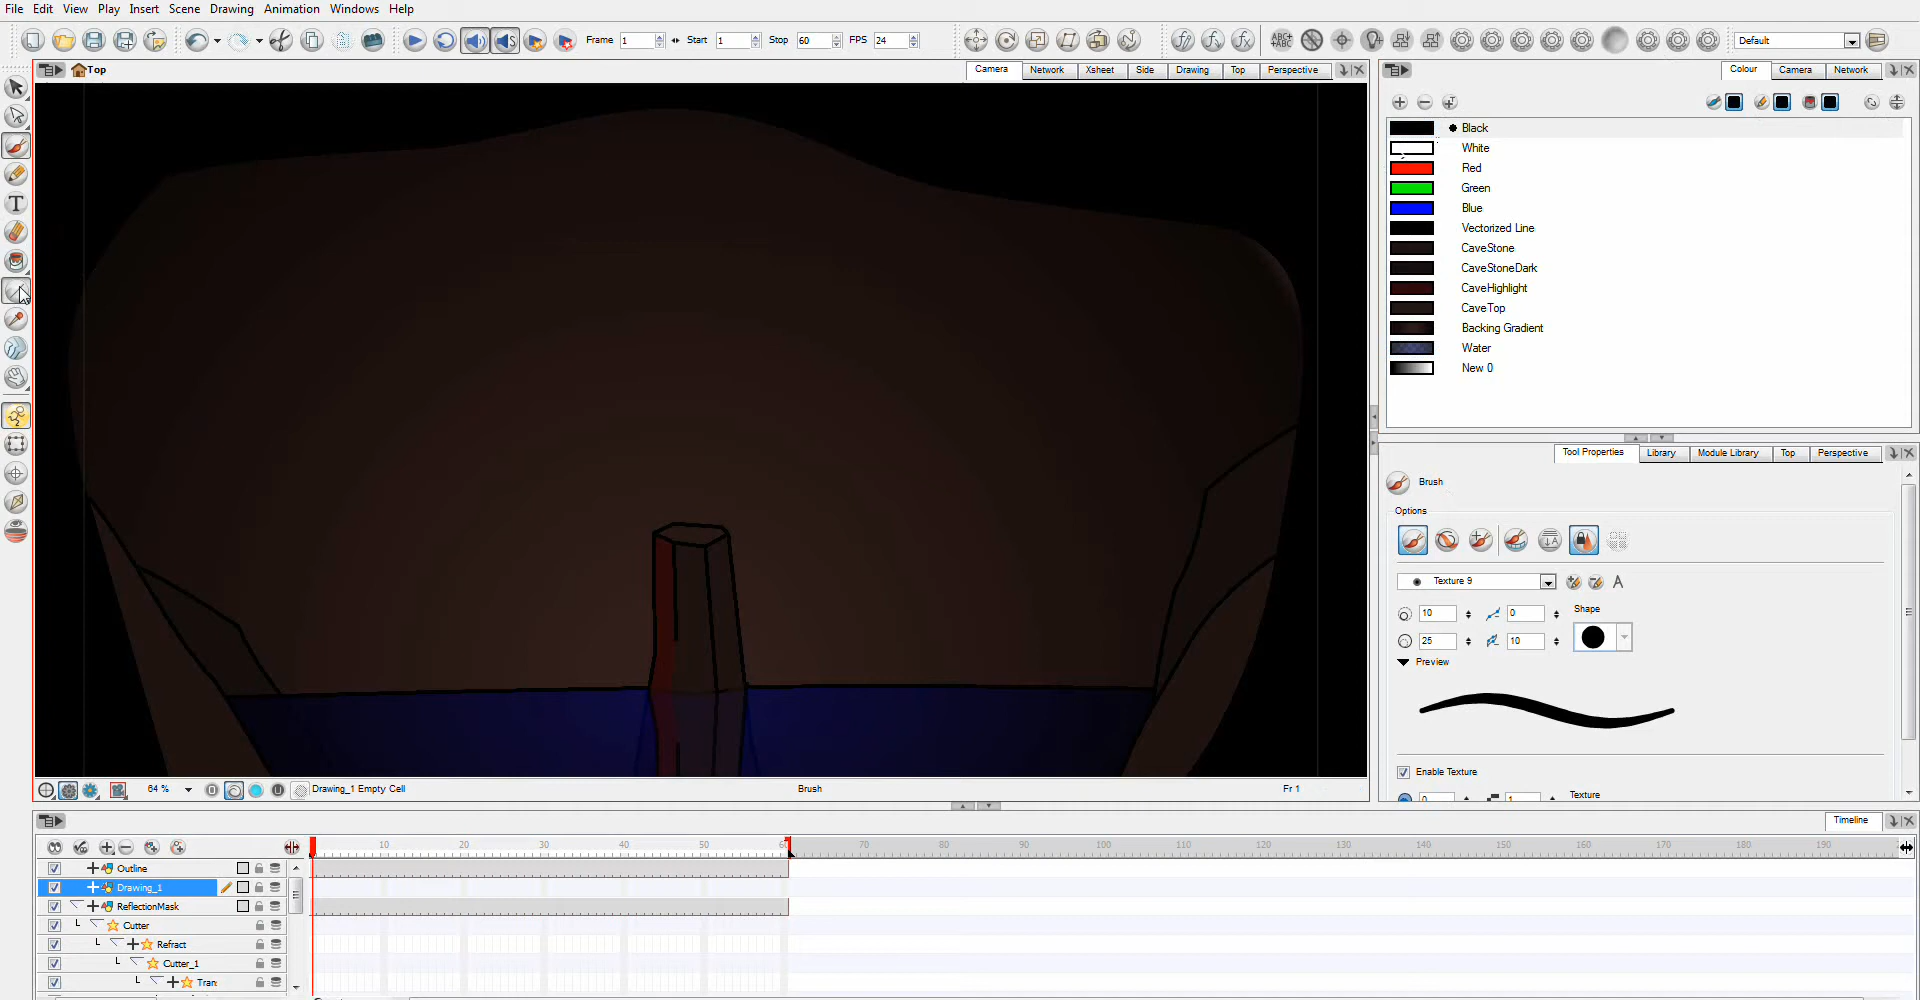 File Edit View Play Insert Scene Drawing Animation Windows Help
Frame 1 Start 1 Stop 60 FPS 24 Default
Top Camera Network Xsheet Side Drawing Top Perspective
Colour Camera Network
Black
White
Red
Green
Blue
Vectorized Line
CaveStone
CaveStoneDark
CaveHighlight
CaveTop
Backing Gradient
Water
New 0
Tool Properties Library Module Library Top Perspective
Brush
Options
Texture 9 A
10 0 Shape
25 10
Preview
Enable Texture
Texture
64 % Drawing_1 Empty Cell Brush Fr 1
Timeline
10 20 30 40 50 60 70 80 90 100 110 120 130 140 150 160 170 180 190
Outline
Drawing_1
ReflectionMask
Cutter
Refract
Cutter_1
Tran